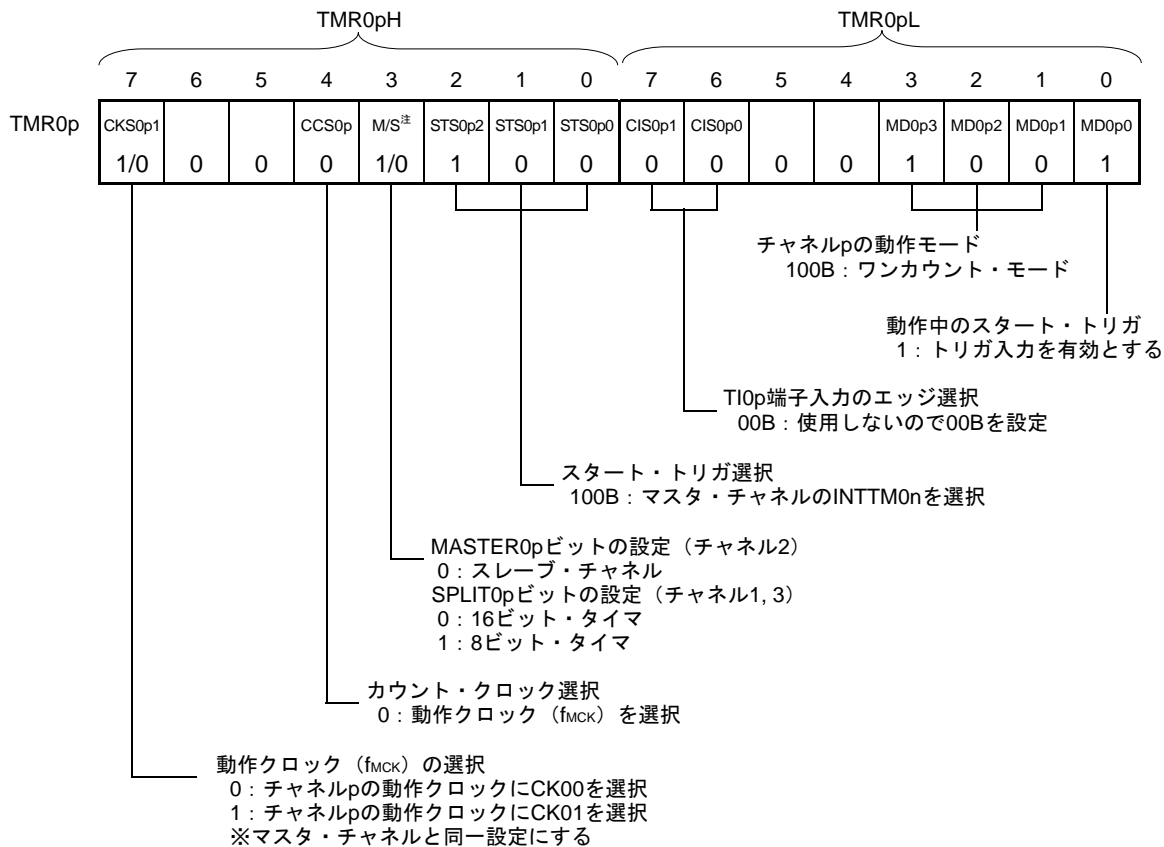 TMR0pH TMR0pL
7 6 5 4 3 2 1 0 7 6 5 4 3 2 1 0
TMR0p CKS0p1 CCS0p M/S注 STS0p2 STS0p1 STS0p0 CIS0p1 CIS0p0 MD0p3 MD0p2 MD0p1 MD0p0
1/0 0 0 0 1/0 1 0 0 0 0 0 0 1 0 0 1
チャネルpの動作モード
100B：ワンカウント・モード
動作中のスタート・トリガ
1：トリガ入力を有効とする
TI0p端子入力のエッジ選択
00B：使用しないので00Bを設定
スタート・トリガ選択
100B：マスタ・チャネルのINTTM0nを選択
MASTER0pビットの設定（チャネル2）
0：スレーブ・チャネル
SPLIT0pビットの設定（チャネル1, 3）
0：16ビット・タイマ
1：8ビット・タイマ
カウント・クロック選択
0：動作クロック（fMCK）を選択
動作クロック（fMCK）の選択
0：チャネルpの動作クロックにCK00を選択
1：チャネルpの動作クロックにCK01を選択
※マスタ・チャネルと同一設定にする